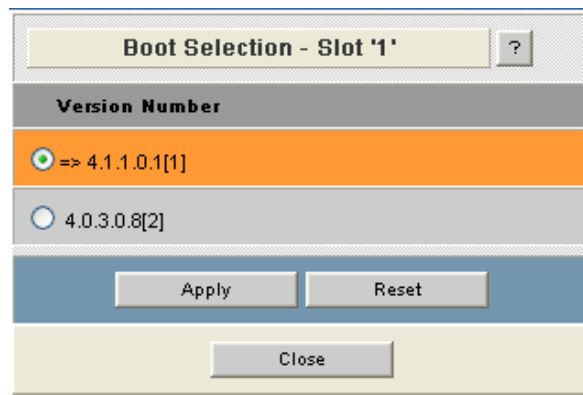 Boot Selection - Slot '1'
?
Version Number
=> 4.1.1.0.1[1]
4.0.3.0.8[2]
Apply
Reset
Close